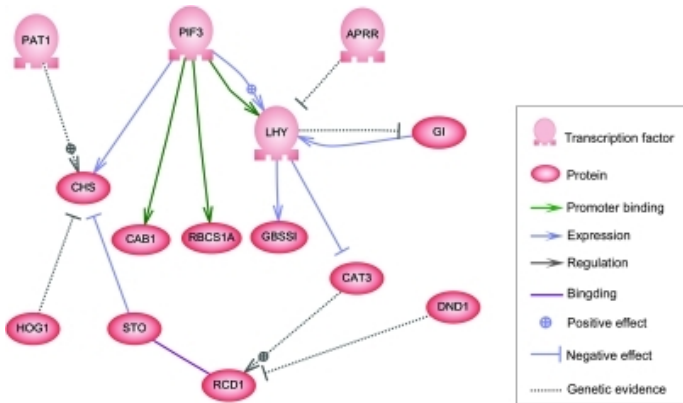 PAT1
PIF3
APRR
LHY
GI
CHS
CAB1
RBCS1A
GBSSI
CAT3
HOG1
STO
DND1
RCD1
Transcription factor
Protein
Promoter binding
Expression
Regulation
Bingding
Positive effect
Negative effect
Genetic evidence